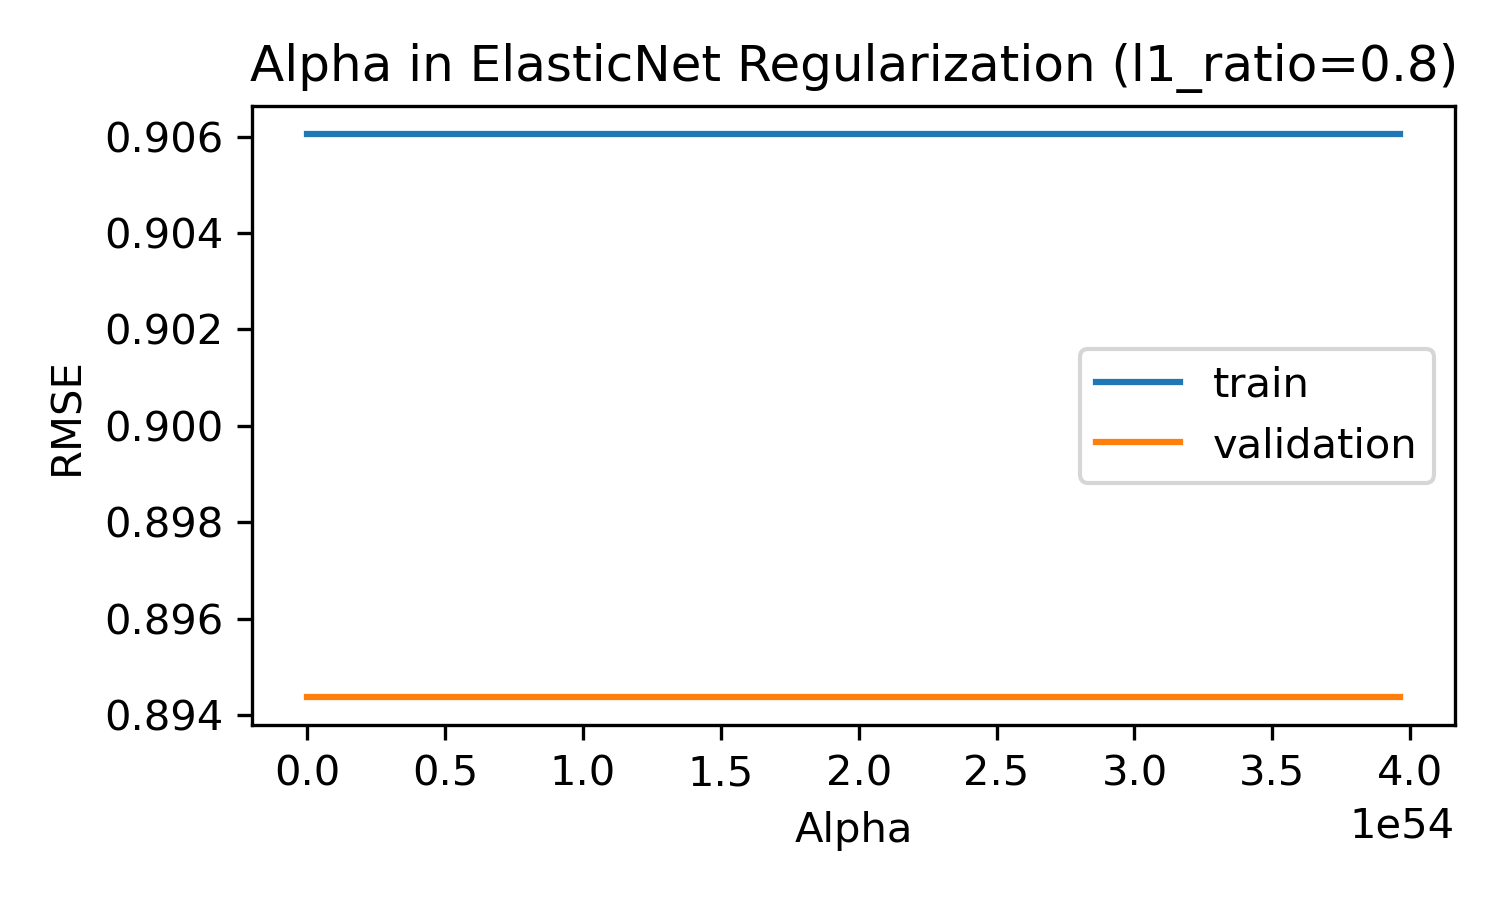 Alpha in ElasticNet Regularization (l1_ratio=0.8)
0.906
0.904
0.902
0.900
0.898
0.896
0.894
RMSE
train
validation
0.0 0.5 1.0 1.5 2.0 2.5 3.0 3.5 4.0
1e54
Alpha